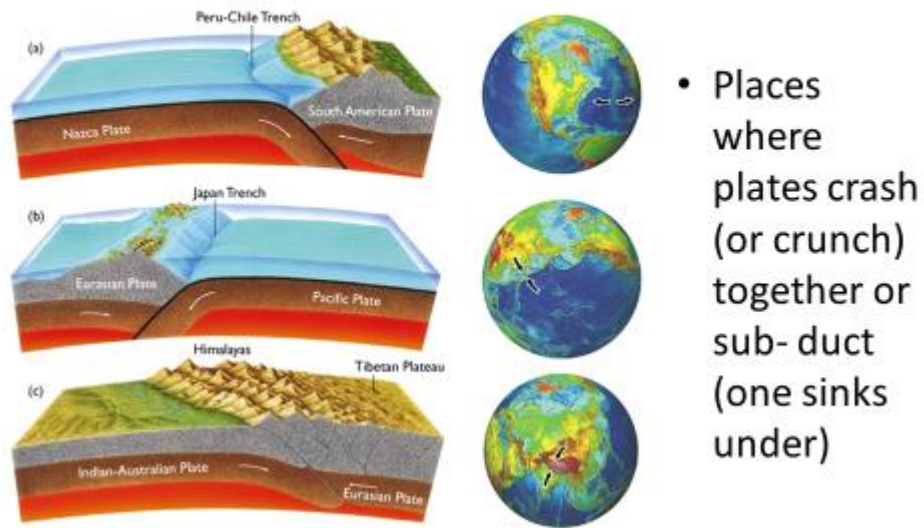 Peru-Chile Trench
(a)
South American Plate
Nazca Plate
Japan Trench
(b)
Eurasian Plate
Pacific Plate
Himalayas
Tibetan Plateau
(c)
Indian-Australian Plate
Eurasian Plate
• Places
where
plates crash
(or crunch)
together or
sub- duct
(one sinks
under)